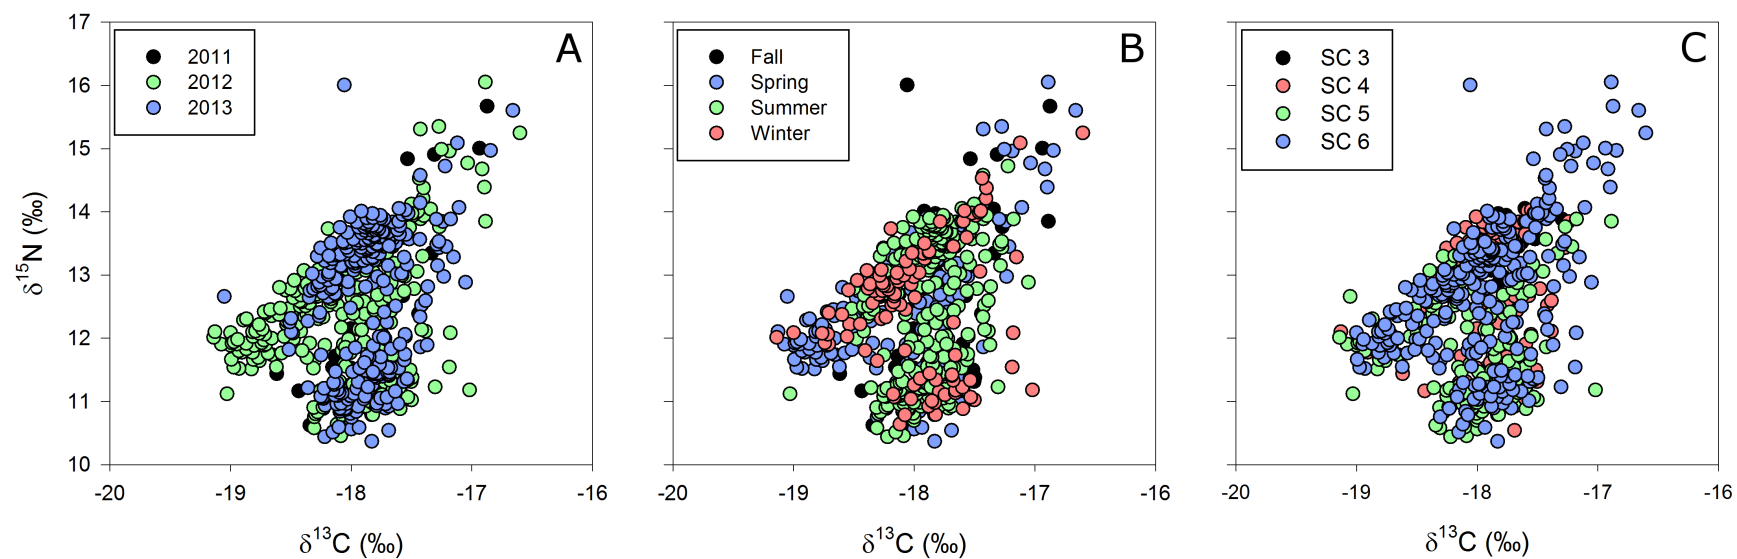 A
2011
2012
2013
17
16
15
14
13
12
11
10
δ¹⁵N (‰)
-20 -19 -18 -17 -16
δ¹³C (‰)
B
Fall
Spring
Summer
Winter
-20 -19 -18 -17 -16
δ¹³C (‰)
C
SC 3
SC 4
SC 5
SC 6
-20 -19 -18 -17 -16
δ¹³C (‰)